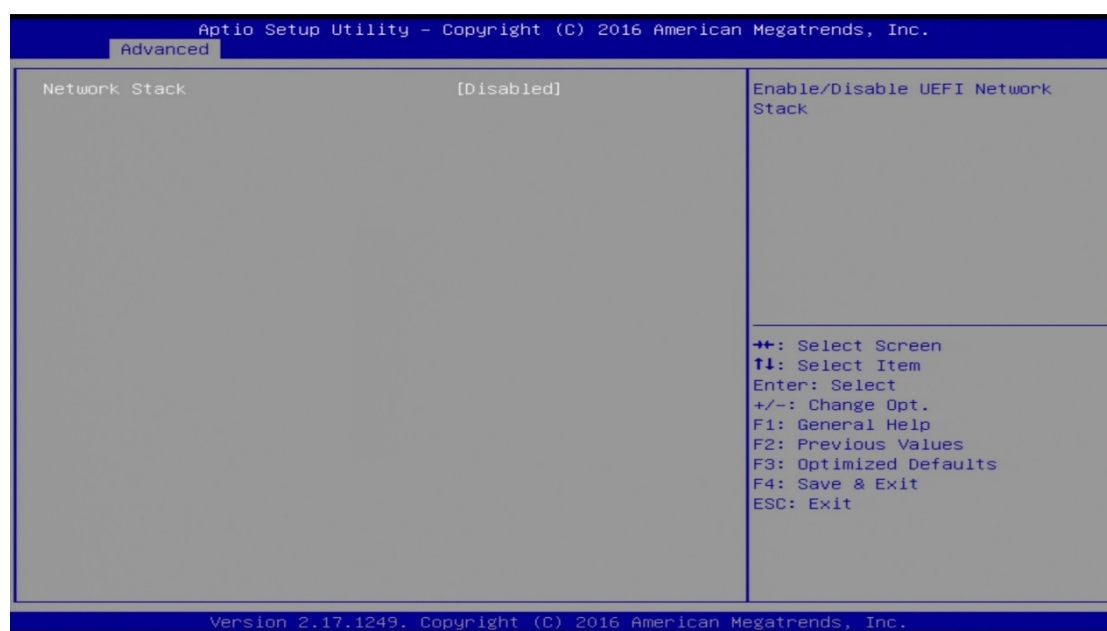 Aptio Setup Utility – Copyright (C) 2016 American Megatrends, Inc.
Advanced
Network Stack [Disabled]
Enable/Disable UEFI Network
Stack
→←: Select Screen
↑↓: Select Item
Enter: Select
+/-: Change Opt.
F1: General Help
F2: Previous Values
F3: Optimized Defaults
F4: Save & Exit
ESC: Exit
Version 2.17.1249. Copyright (C) 2016 American Megatrends, Inc.